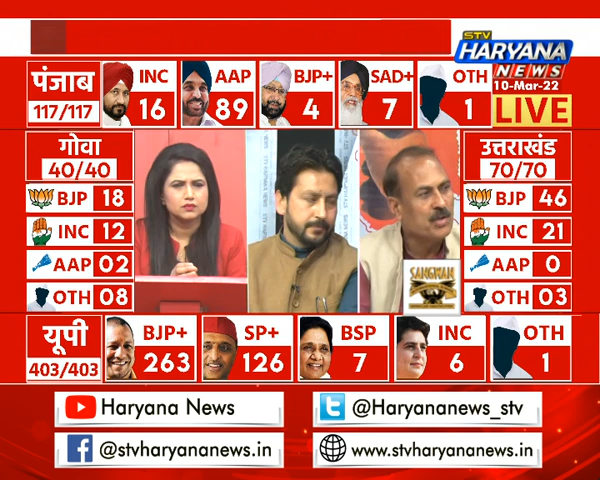 STV
HARYANA
NEWS
10-Mar-22
LIVE
पंजाब
117/117
INC
16
AAP
89
BJP+
4
SAD+
7
OTH
1
गोवा
40/40
BJP 18
INC 12
AAP 02
OTH 08
उत्तराखंड
70/70
BJP 46
INC 21
AAP 0
OTH 03
SANGWAN
यूपी
403/403
BJP+
263
SP+
126
BSP
7
INC
6
OTH
1
Haryana News
@Haryananews_stv
@stvharyanews.in
www.stvharyanews.in